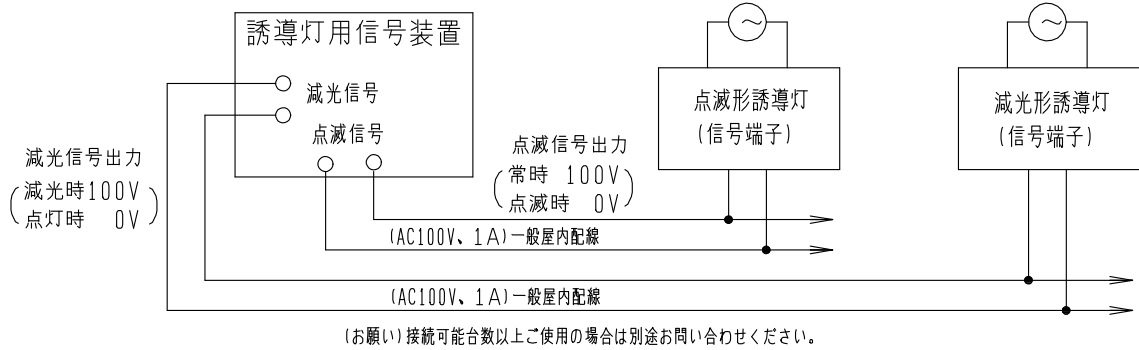 誘導灯用信号装置
減光信号
点滅信号
減光信号出力
(減光時100V
点灯時 0V)
点滅信号出力
(常時 100V
点滅時 0V)
点滅形誘導灯
(信号端子)
減光形誘導灯
(信号端子)
(AC100V、1A)一般屋内配線
(AC100V、1A)一般屋内配線
(お願い)接続可能台数以上ご使用の場合は別途お問い合わせください。